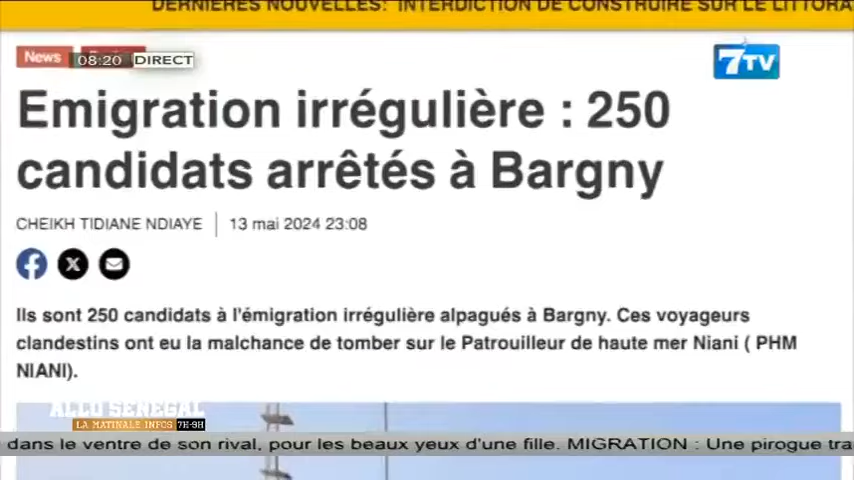 DERNIÈRES NOUVELLES: INTERDICTION DE CONSTRUIRE SUR LE LITTORA
News
08:20 DIRECT
7TV
Emigration irrégulière : 250
candidats arrêtés à Bargny
CHEIKH TIDIANE NDIAYE | 13 mai 2024 23:08
Ils sont 250 candidats à l'émigration irrégulière alpagués à Bargny. Ces voyageurs
clandestins ont eu la malchance de tomber sur le Patrouilleur de haute mer Niani ( PHM
NIANI).
ALLO SENEGAL
LA MATINALE INFOS 7H-9H
dans le ventre de son rival, pour les beaux yeux d'une fille. MIGRATION : Une pirogue tra